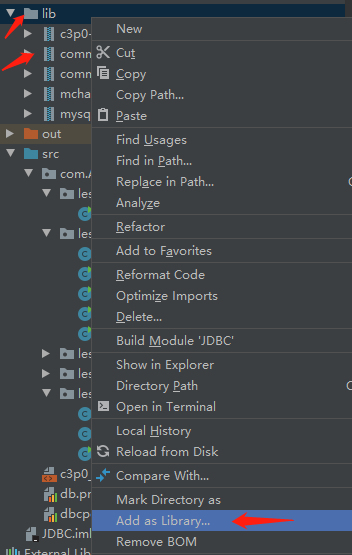 lib
New
c3p0-
Cut
comm
Copy
com
Copy Path...
mcha
Paste
mysq
out
Find Usages
src
Find in Path...
com.
Replace in Path...
Analyze
les
Refactor
les
Add to Favorites
Reformat Code
Optimize Imports
Delete...
Build Module 'JDBC'
les
Show in Explorer
les
Directory Path
les
Open in Terminal
Local History
Reload from Disk
c3p0_
Compare With...
db.pr
Mark Directory as
dbcp
Add as Library...
JDBC.iml
Remove BOM
External Lib